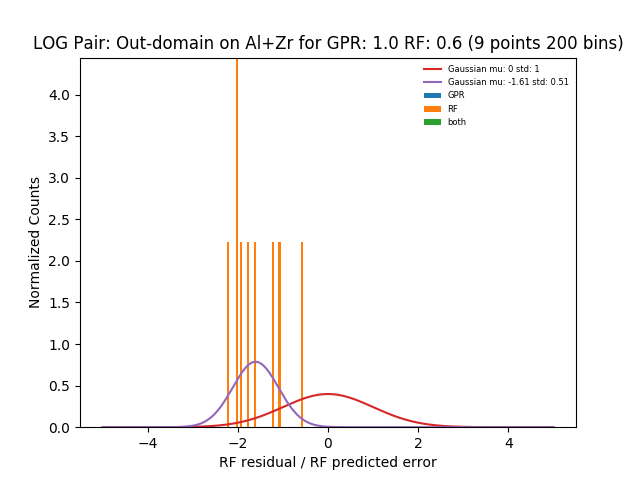 LOG Pair: Out-domain on Al+Zr for GPR: 1.0 RF: 0.6 (9 points 200 bins)
Gaussian mu: 0 std: 1
Gaussian mu: -1.61 std: 0.51
GPR
RF
both
Normalized Counts
4.0
3.5
3.0
2.5
2.0
1.5
1.0
0.5
0.0
−4 −2 0 2 4
RF residual / RF predicted error